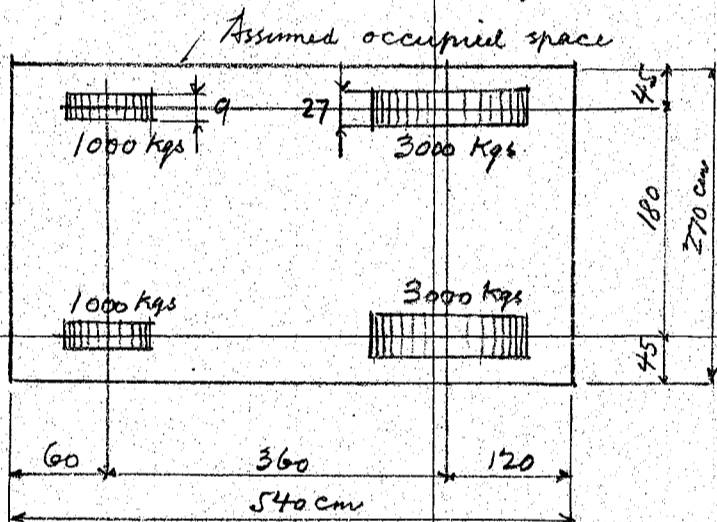 Assumed occupied space
9
27
45
1000 kgs
3000 Kgs
180
270 cm
1000 kgs
3000 Kgs
45
60
360
120
540 cm